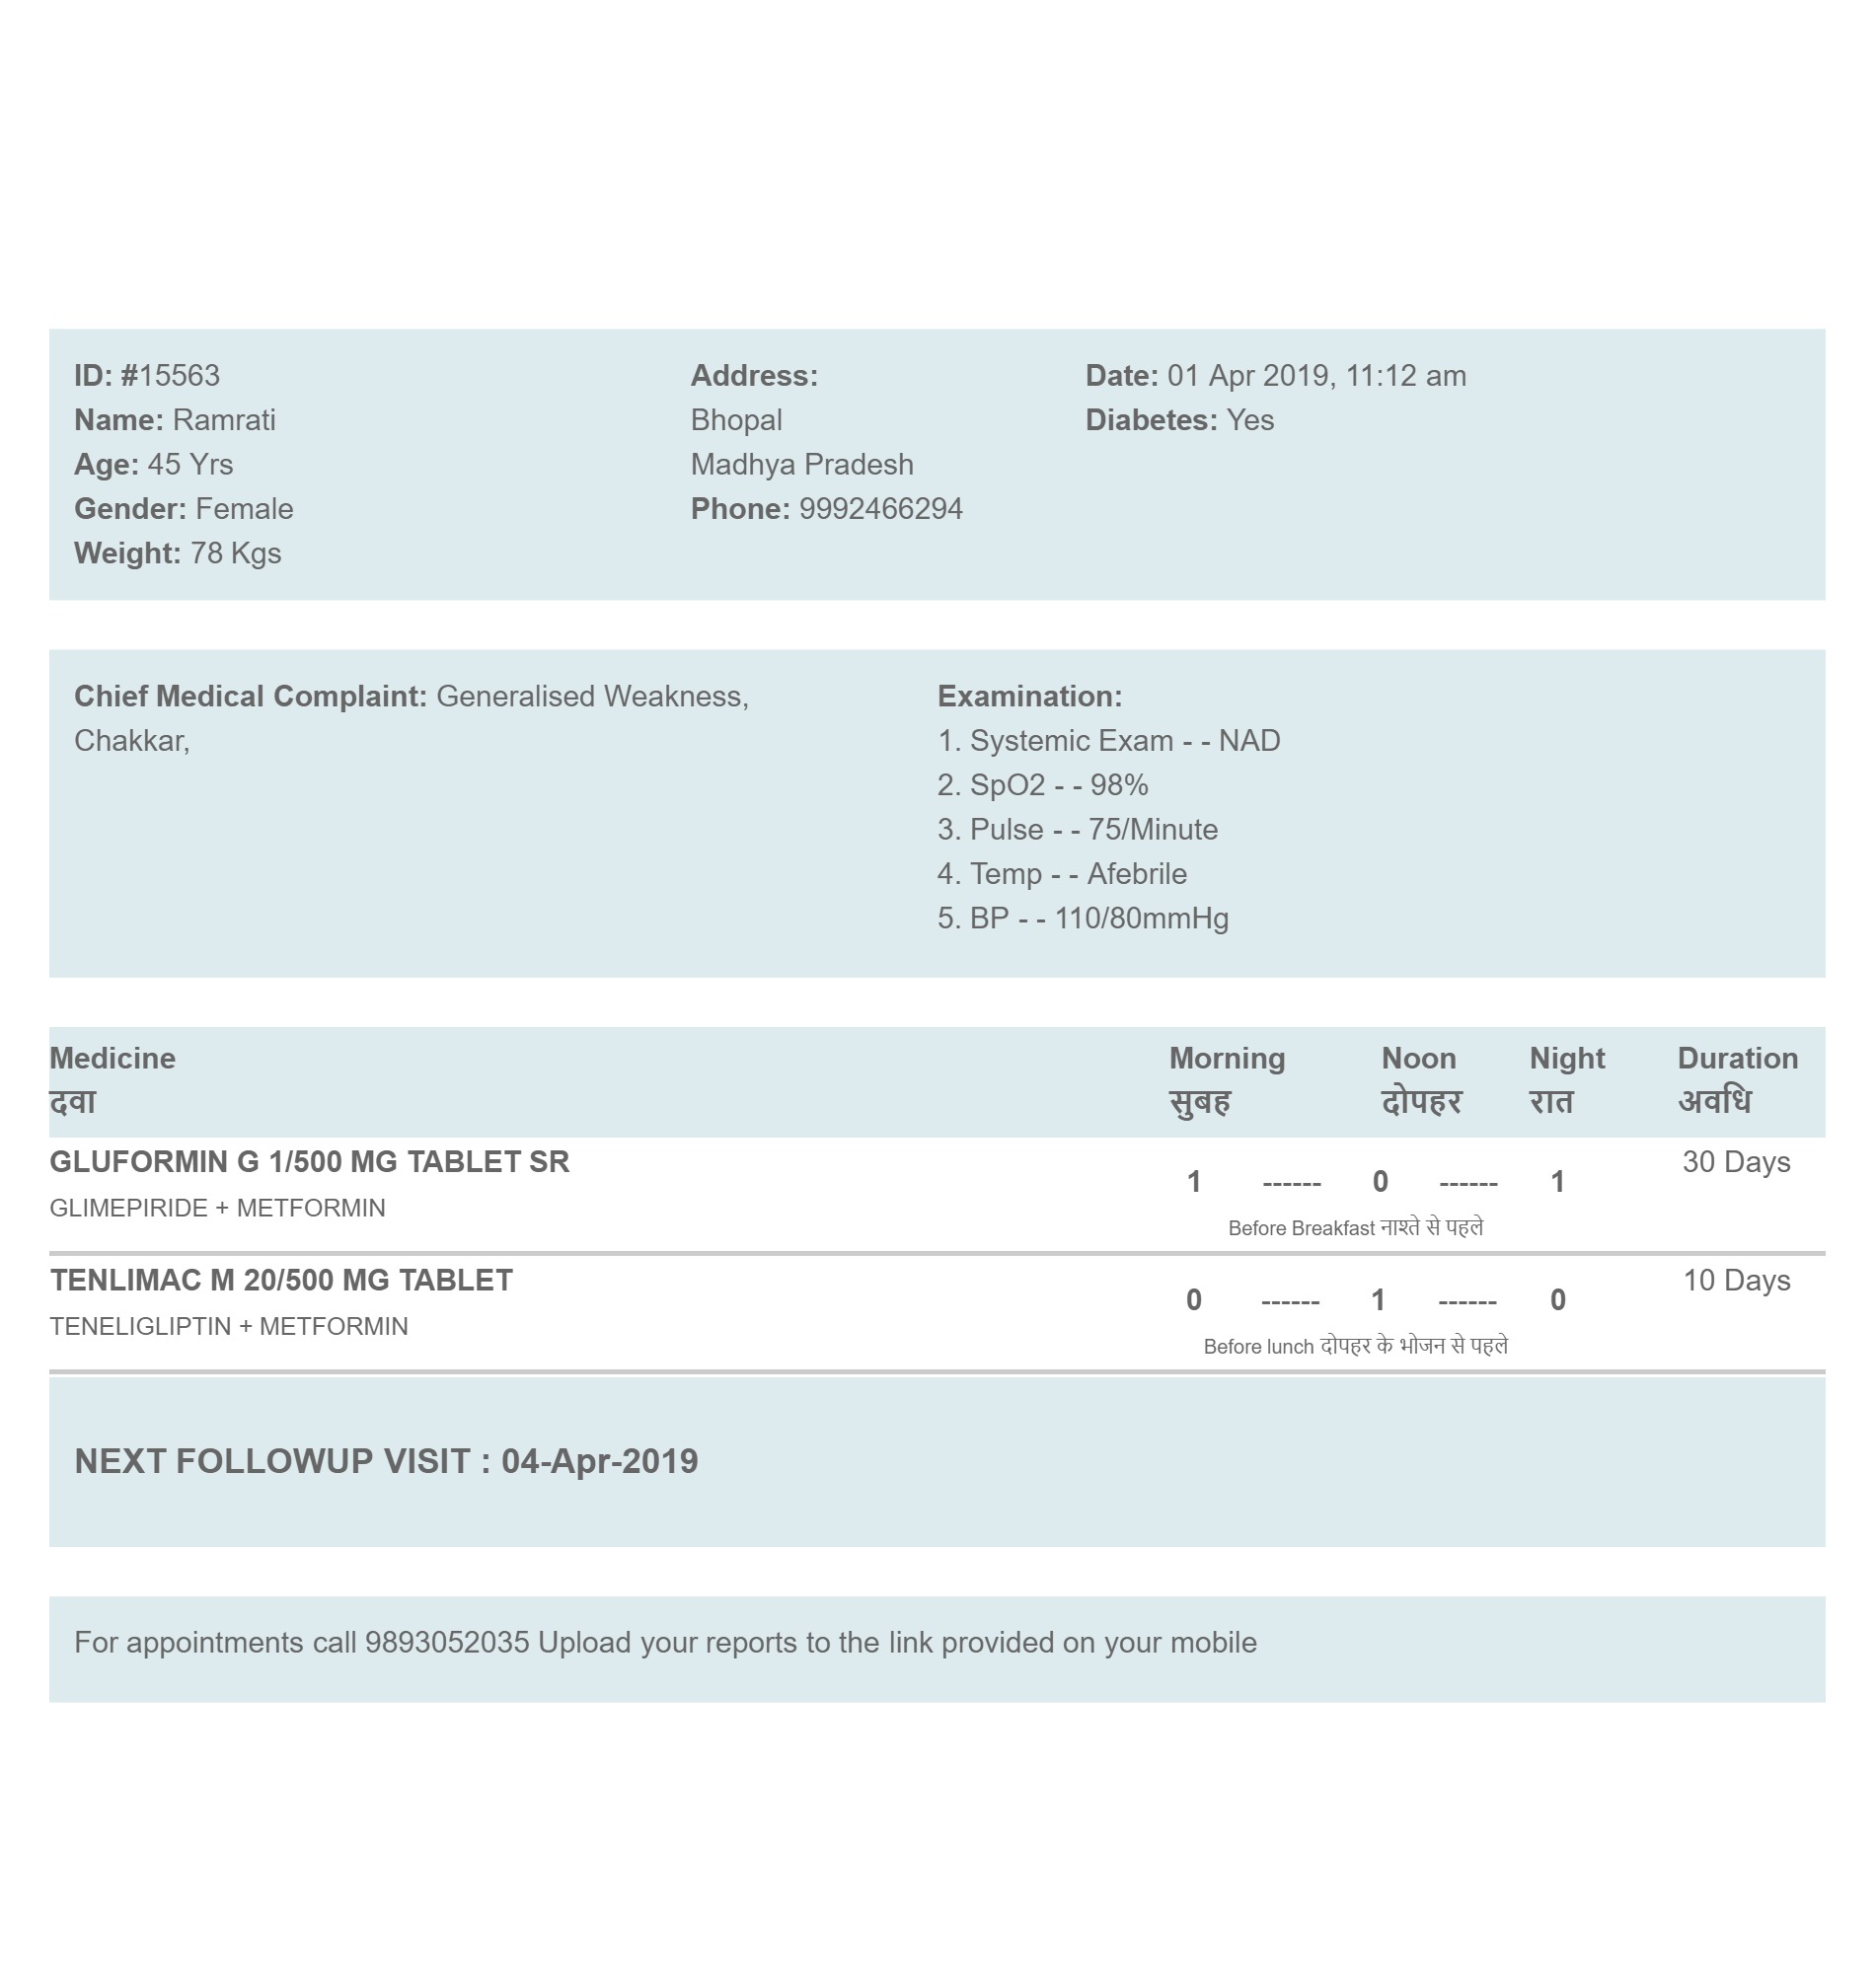 ID: #15563
Name: Ramrati
Age: 45 Yrs
Gender: Female
Weight: 78 Kgs
Address:
Bhopal
Madhya Pradesh
Phone: 9992466294
Date: 01 Apr 2019, 11:12 am
Diabetes: Yes
Chief Medical Complaint: Generalised Weakness,
Chakkar,
Examination:
1. Systemic Exam - - NAD
2. SpO2 - - 98%
3. Pulse - - 75/Minute
4. Temp - - Afebrile
5. BP - - 110/80mmHg
Medicine Morning Noon Night Duration
दवा सुबह दोपहर रात अवधि
GLUFORMIN G 1/500 MG TABLET SR 30 Days
1 ------ 0 ------ 1
GLIMEPIRIDE + METFORMIN
Before Breakfast नाश्ते से पहले
TENLIMAC M 20/500 MG TABLET 10 Days
0 ------ 1 ------ 0
TENELIGLIPTIN + METFORMIN
Before lunch दोपहर के भोजन से पहले
NEXT FOLLOWUP VISIT : 04-Apr-2019
For appointments call 9893052035 Upload your reports to the link provided on your mobile